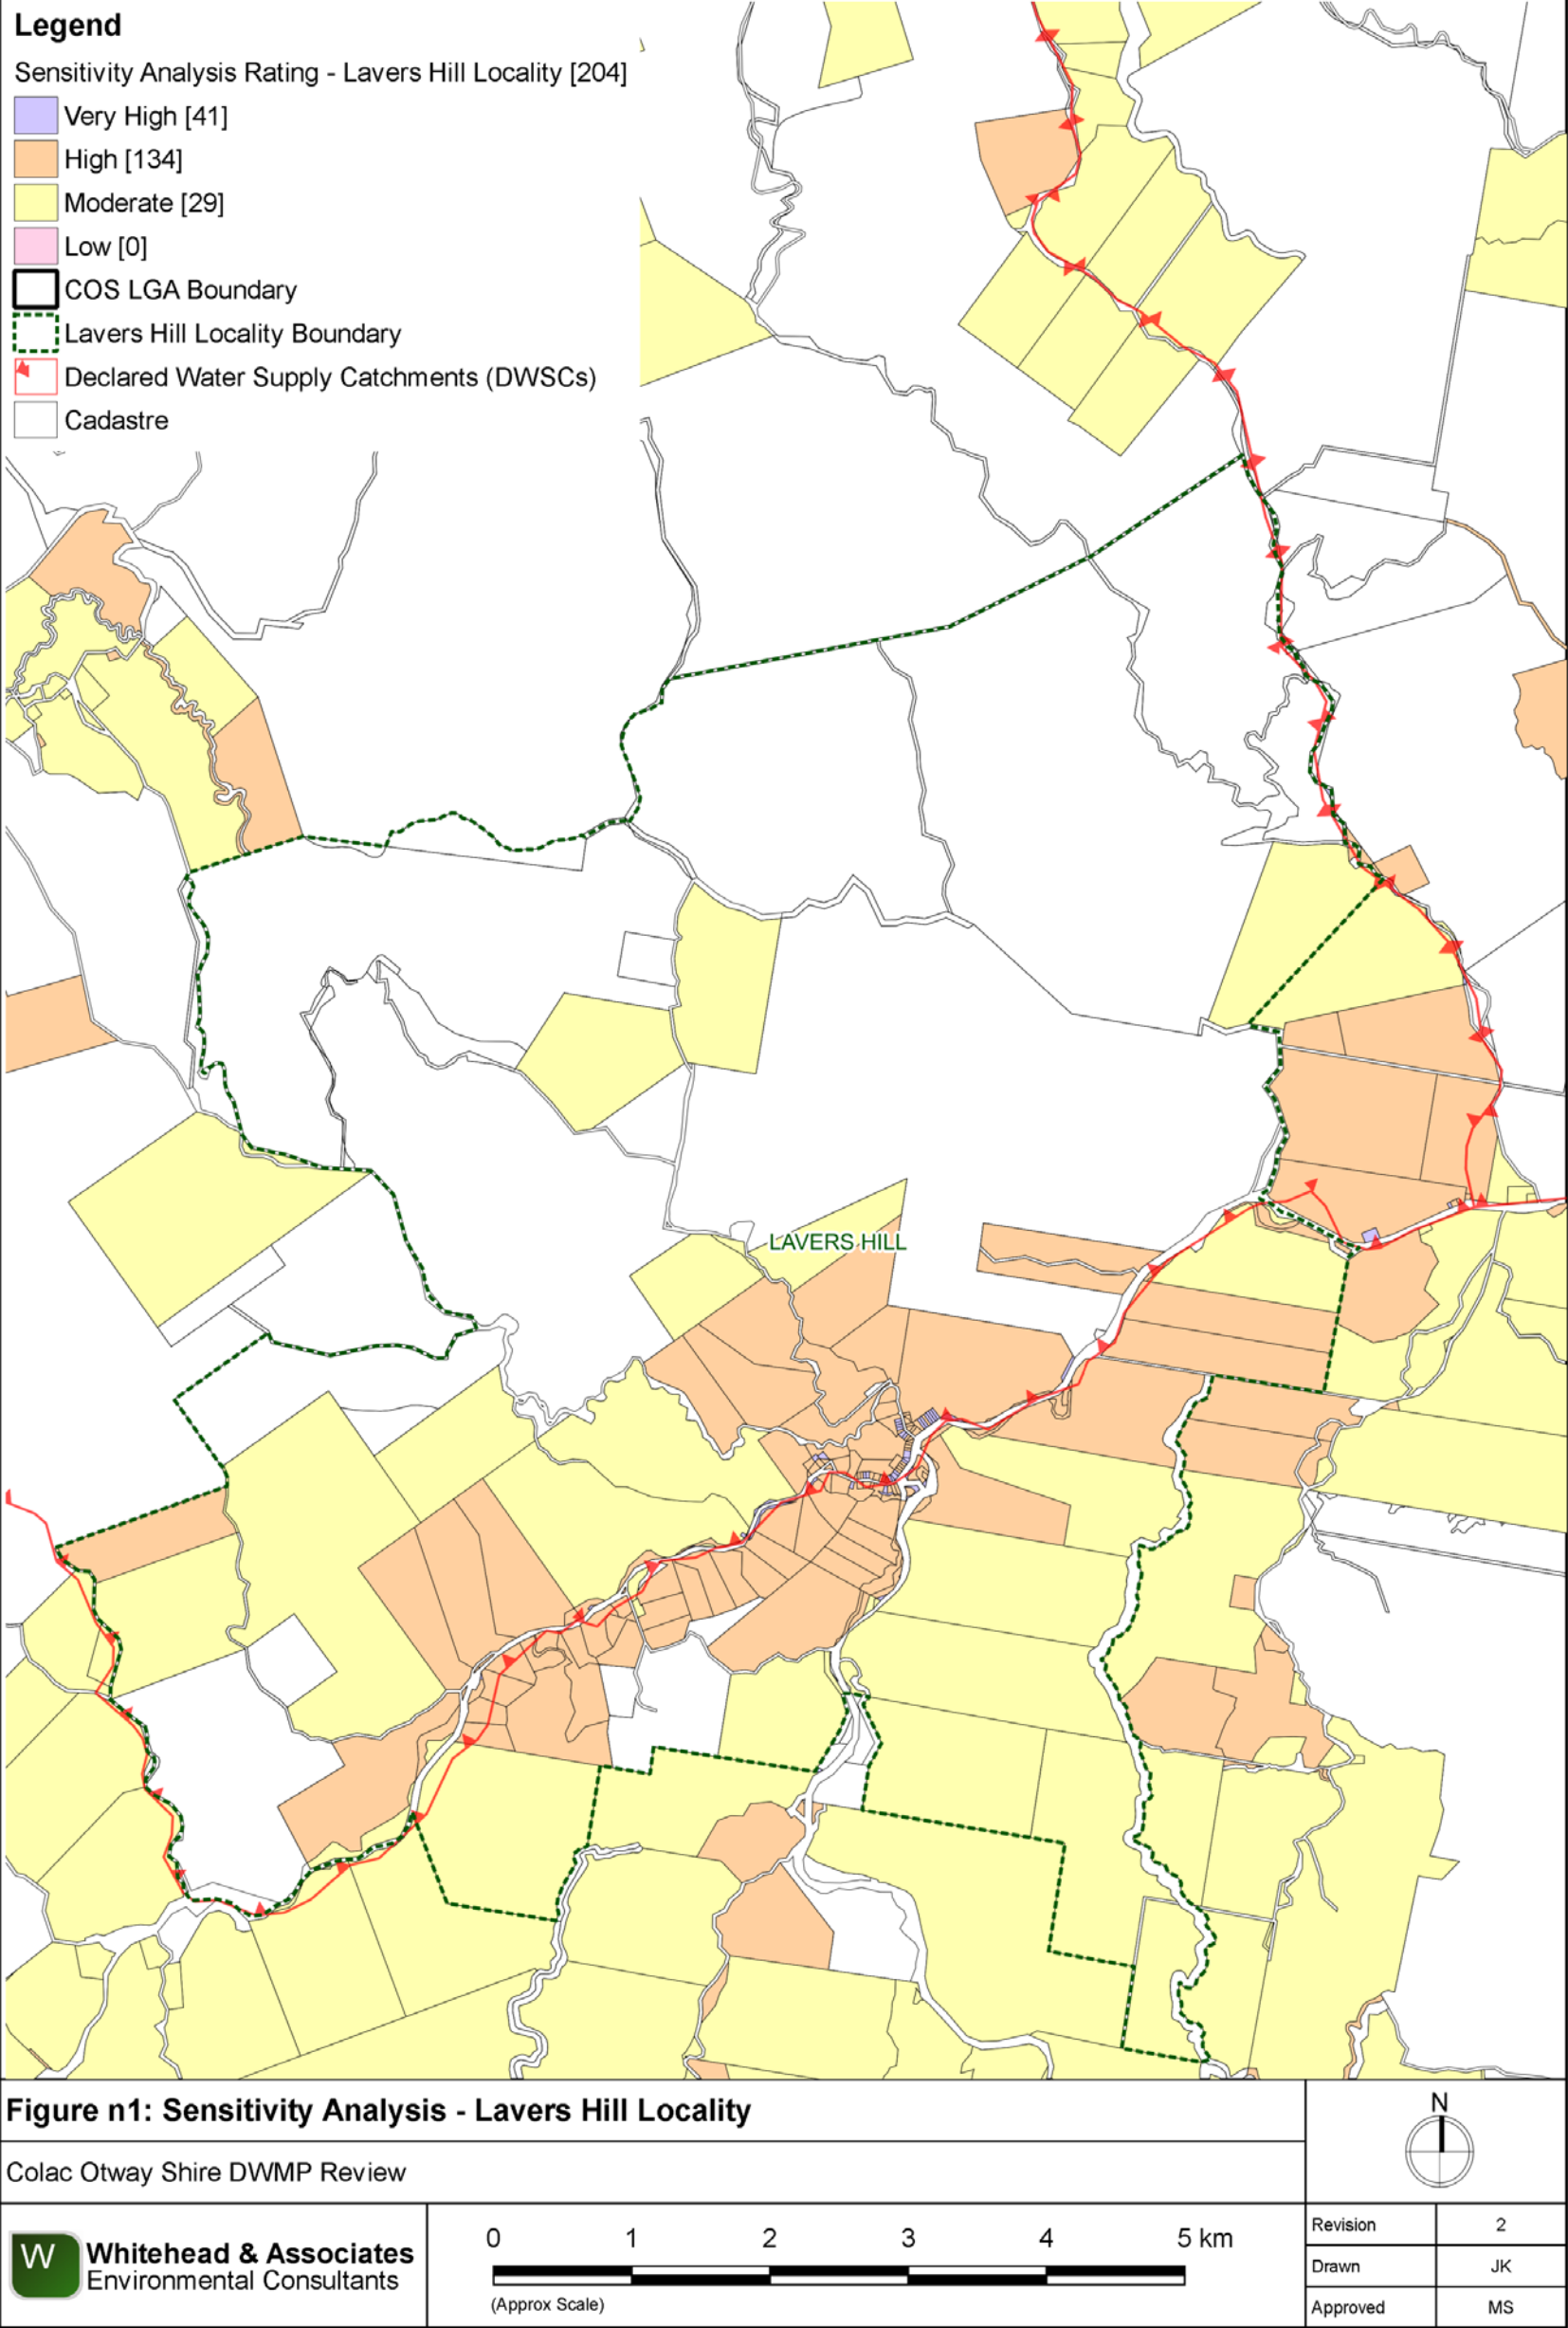 Legend
Sensitivity Analysis Rating - Lavers Hill Locality [204]
Very High [41]
High [134]
Moderate [29]
Low [0]
COS LGA Boundary
Lavers Hill Locality Boundary
Declared Water Supply Catchments (DWSCs)
Cadastre
LAVERS HILL
Figure n1: Sensitivity Analysis - Lavers Hill Locality
Colac Otway Shire DWMP Review
N
W
Whitehead & Associates
Environmental Consultants
0 1 2 3 4 5 km
(Approx Scale)
Revision 2
Drawn JK
Approved MS